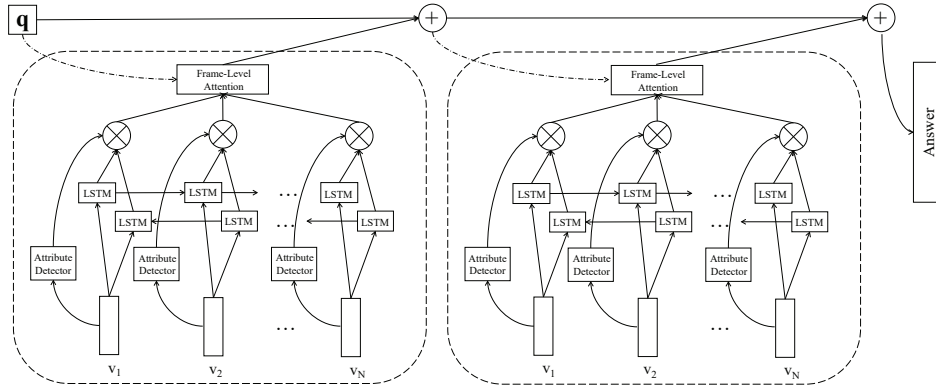 q
+
+
Frame-Level
Attention
Frame-Level
Attention
LSTM
LSTM
...
LSTM
LSTM
LSTM
...
LSTM
LSTM
LSTM
...
LSTM
LSTM
LSTM
...
LSTM
Attribute
Detector
Attribute
Detector
Attribute
Detector
Attribute
Detector
Attribute
Detector
Attribute
Detector
...
...
v1
v2
vN
v1
v2
vN
Answer